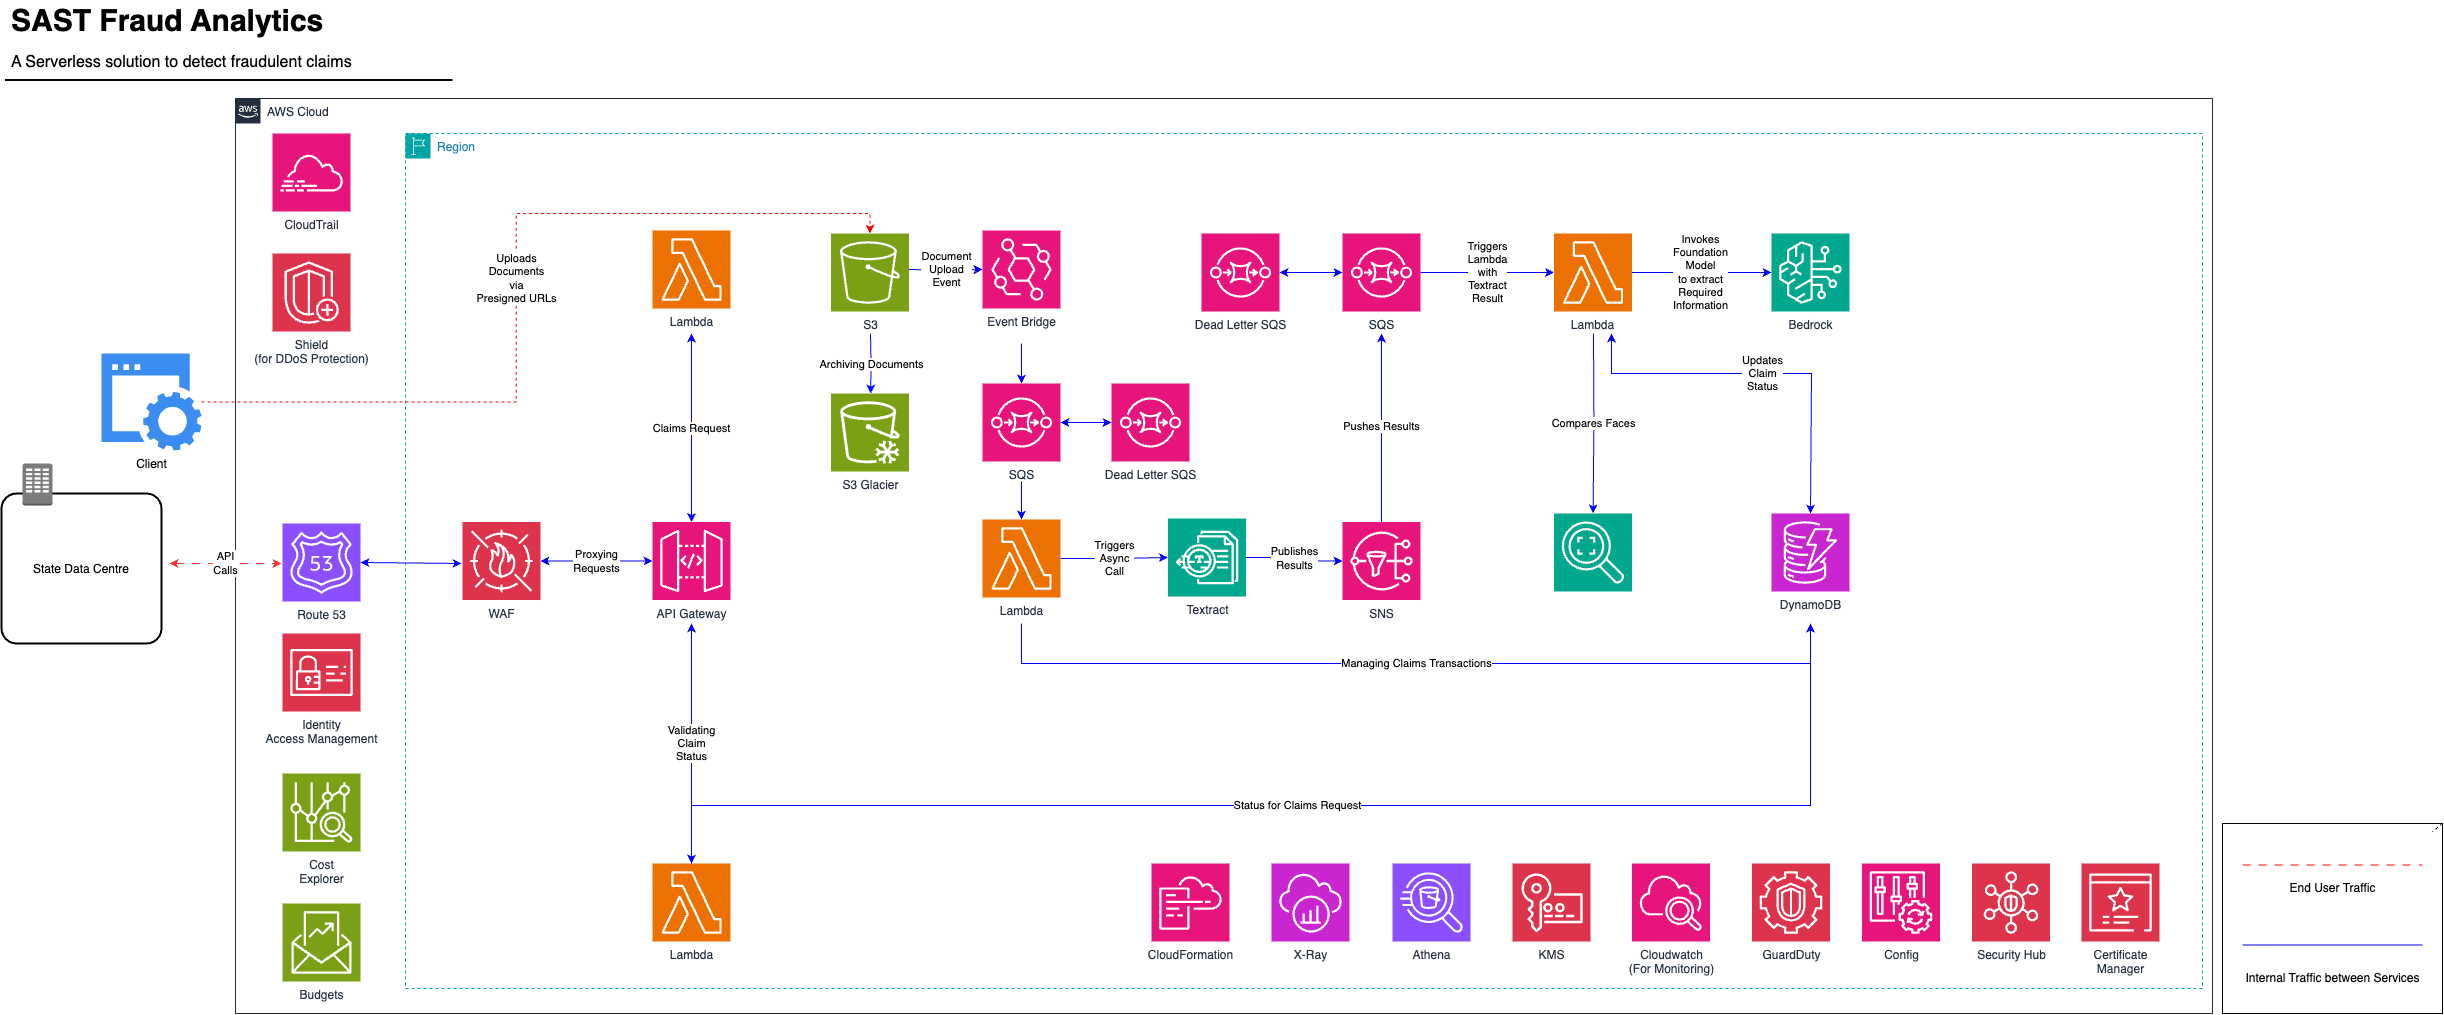 SAST Fraud Analytics
A Serverless solution to detect fraudulent claims
aws
AWS Cloud
CloudTrail
Shield
(for DDoS Protection)
Client
State Data Centre
API
Calls
53
Route 53
Identity
Access Management
Cost
Explorer
Budgets
Region
Uploads
Documents
via
Presigned URLs
Lambda
Claims Request
WAF
Proxying
Requests
API Gateway
Validating
Claim
Status
Lambda
S3
Archiving Documents
S3 Glacier
Document
Upload
Event
Event Bridge
SQS
Dead Letter SQS
Lambda
Triggers
Async
Call
Textract
Publishes
Results
SNS
Pushes Results
Dead Letter SQS
SQS
Triggers
Lambda
with
Textract
Result
Lambda
Invokes
Foundation
Model
to extract
Required
Information
Bedrock
Compares Faces
Updates
Claim
Status
DynamoDB
Managing Claims Transactions
Status for Claims Request
CloudFormation
X-Ray
Athena
KMS
Cloudwatch
(For Monitoring)
GuardDuty
Config
Security Hub
Certificate
Manager
End User Traffic
Internal Traffic between Services